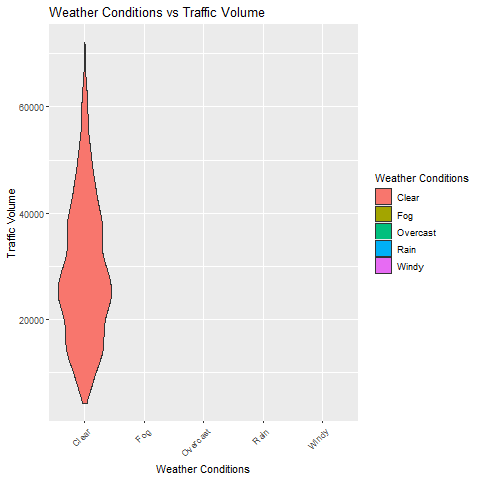 Weather Conditions vs Traffic Volume
60000
40000
20000
Traffic Volume
Clear
Fog
Overcast
Rain
Windy
Weather Conditions
Weather Conditions
Clear
Fog
Overcast
Rain
Windy